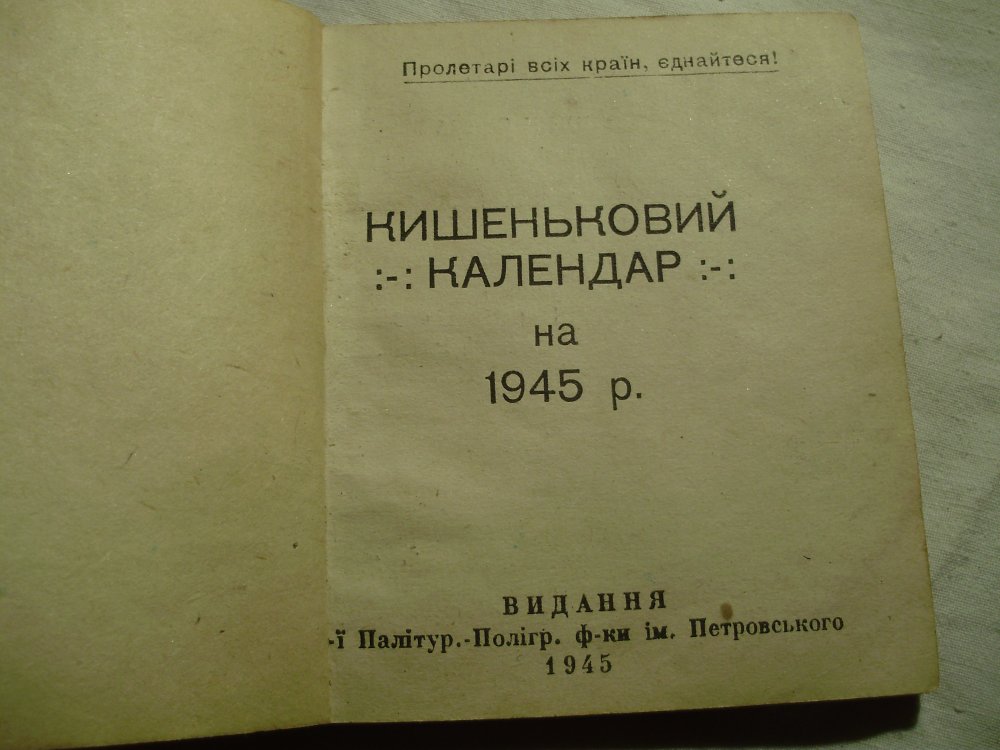 Пролетарі всіх країн, єднайтеся!
КИШЕНЬКОВИЙ
:-: КАЛЕНДАР :-:
на
1945 р.
ВИДАННЯ
-ї Палітур.-Полігр. ф-ки ім. Петровського
1945